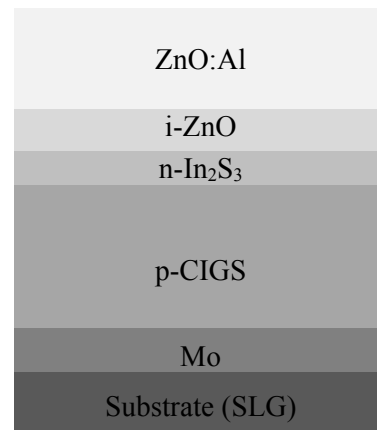 ZnO:Al
i-ZnO
n-In₂S₃
p-CIGS
Mo
Substrate (SLG)